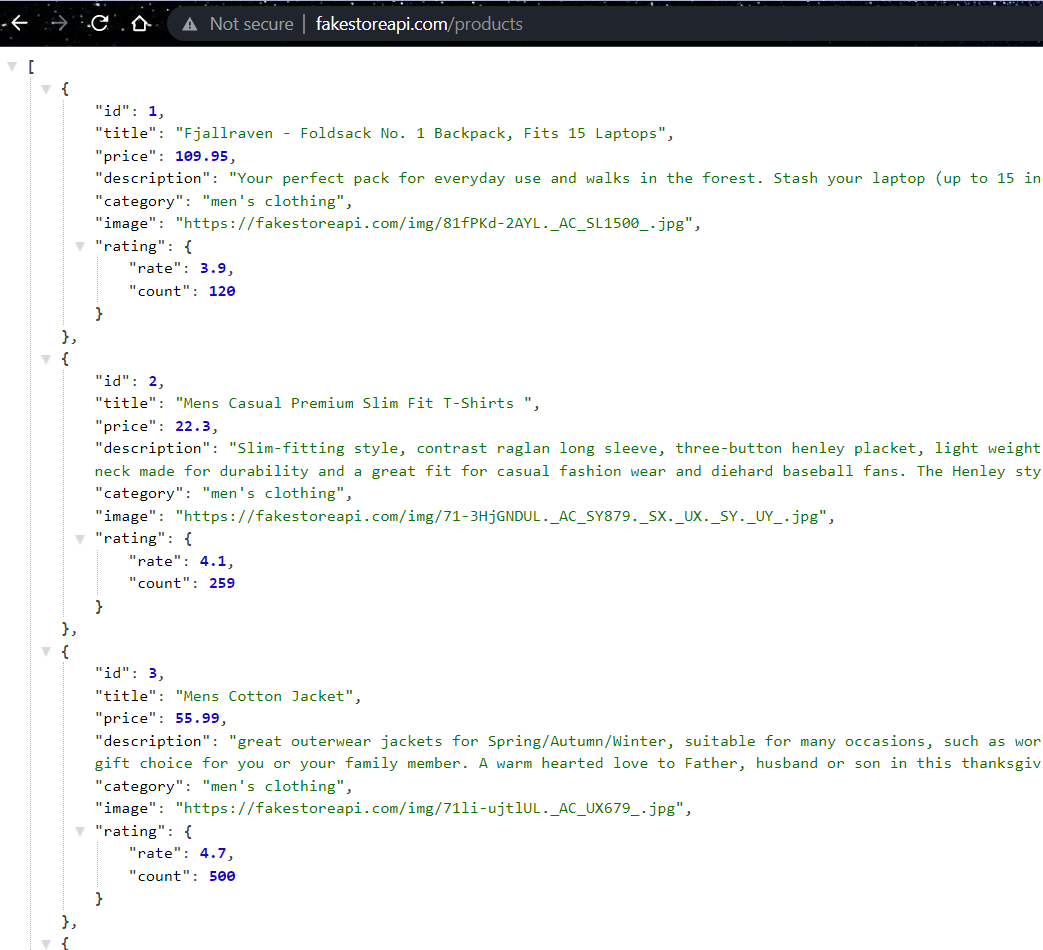 Not secure | fakestoreapi.com/products
[
{
"id": 1,
"title": "Fjallraven - Foldsack No. 1 Backpack, Fits 15 Laptops",
"price": 109.95,
"description": "Your perfect pack for everyday use and walks in the forest. Stash your laptop (up to 15 in
"category": "men's clothing",
"image": "https://fakestoreapi.com/img/81fPKd-2AYL._AC_SL1500_.jpg",
"rating": {
"rate": 3.9,
"count": 120
}
},
{
"id": 2,
"title": "Mens Casual Premium Slim Fit T-Shirts ",
"price": 22.3,
"description": "Slim-fitting style, contrast raglan long sleeve, three-button henley placket, light weight
neck made for durability and a great fit for casual fashion wear and diehard baseball fans. The Henley sty
"category": "men's clothing",
"image": "https://fakestoreapi.com/img/71-3HjGNDUL._AC_SY879._SX._UX._SY._UY_.jpg",
"rating": {
"rate": 4.1,
"count": 259
}
},
{
"id": 3,
"title": "Mens Cotton Jacket",
"price": 55.99,
"description": "great outerwear jackets for Spring/Autumn/Winter, suitable for many occasions, such as wor
gift choice for you or your family member. A warm hearted love to Father, husband or son in this thanksgiv
"category": "men's clothing",
"image": "https://fakestoreapi.com/img/71li-ujtlUL._AC_UX679_.jpg",
"rating": {
"rate": 4.7,
"count": 500
}
},
{